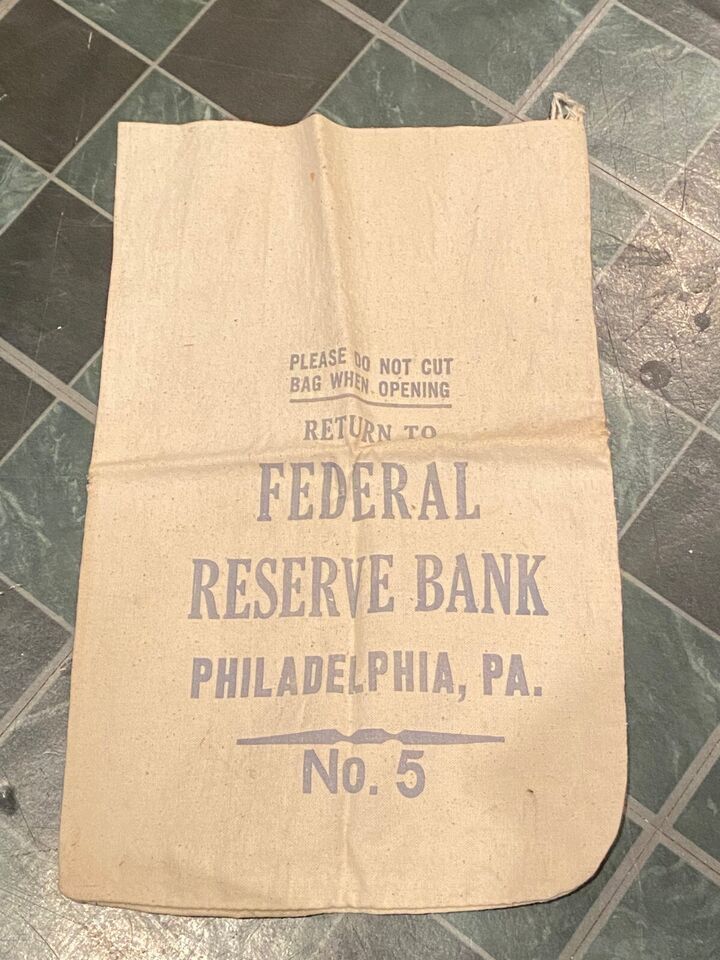 PLEASE DO NOT CUT
BAG WHEN OPENING
RETURN TO
FEDERAL
RESERVE BANK
PHILADELPHIA, PA.
No. 5